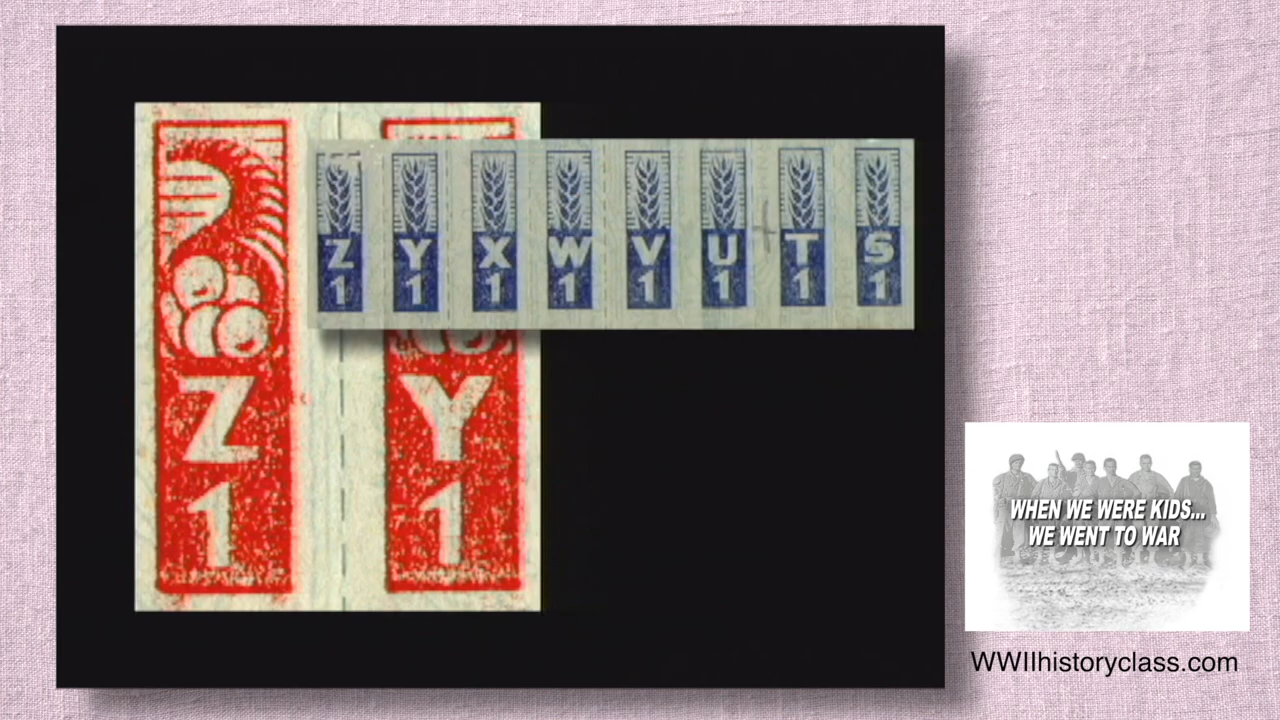 Z Y X W V U T S
1 1 1 1 1 1 1 1
Z Y
1 1
WHEN WE WERE KIDS...
WE WENT TO WAR
WWIIhistoryclass.com